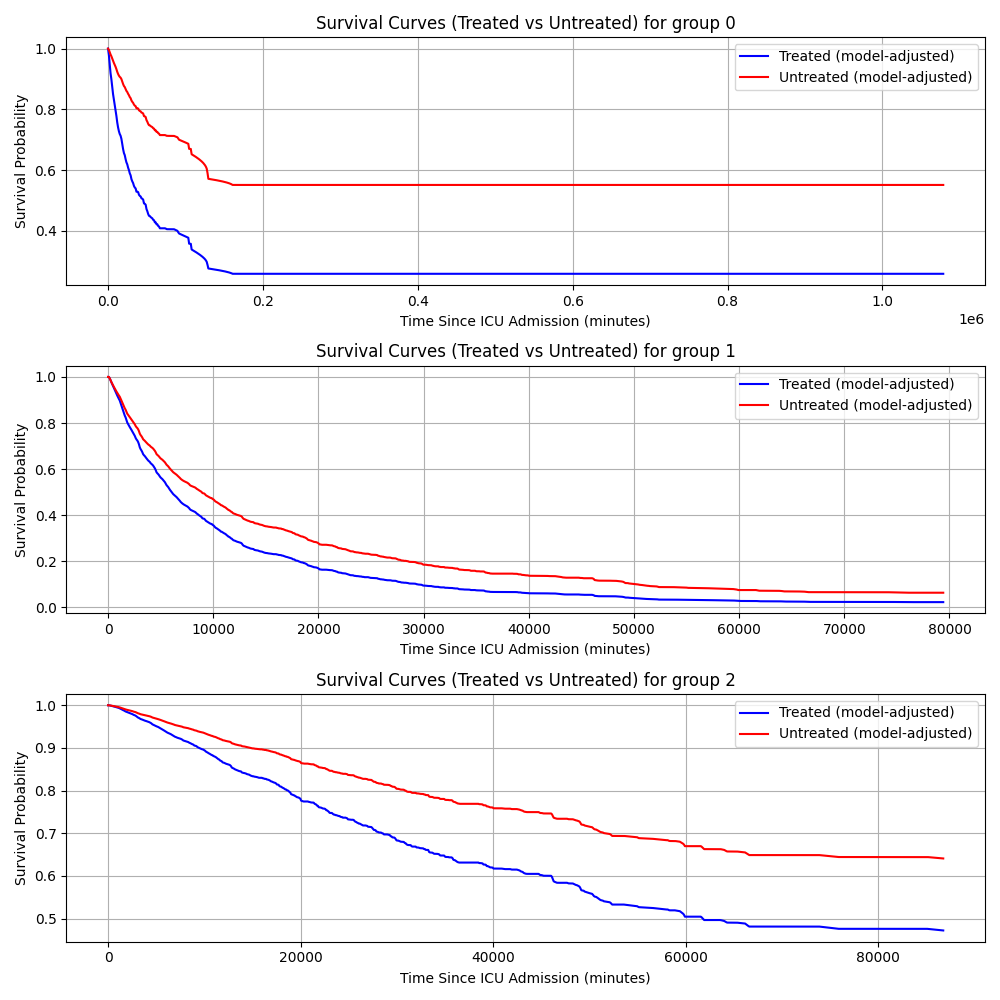 Survival Curves (Treated vs Untreated) for group 0
Treated (model-adjusted)
Untreated (model-adjusted)
Survival Probability
1.0
0.8
0.6
0.4
0.0 0.2 0.4 0.6 0.8 1.0
1e6
Time Since ICU Admission (minutes)
Survival Curves (Treated vs Untreated) for group 1
Treated (model-adjusted)
Untreated (model-adjusted)
Survival Probability
1.0
0.8
0.6
0.4
0.2
0.0
0 10000 20000 30000 40000 50000 60000 70000 80000
Time Since ICU Admission (minutes)
Survival Curves (Treated vs Untreated) for group 2
Treated (model-adjusted)
Untreated (model-adjusted)
Survival Probability
1.0
0.9
0.8
0.7
0.6
0.5
0 20000 40000 60000 80000
Time Since ICU Admission (minutes)